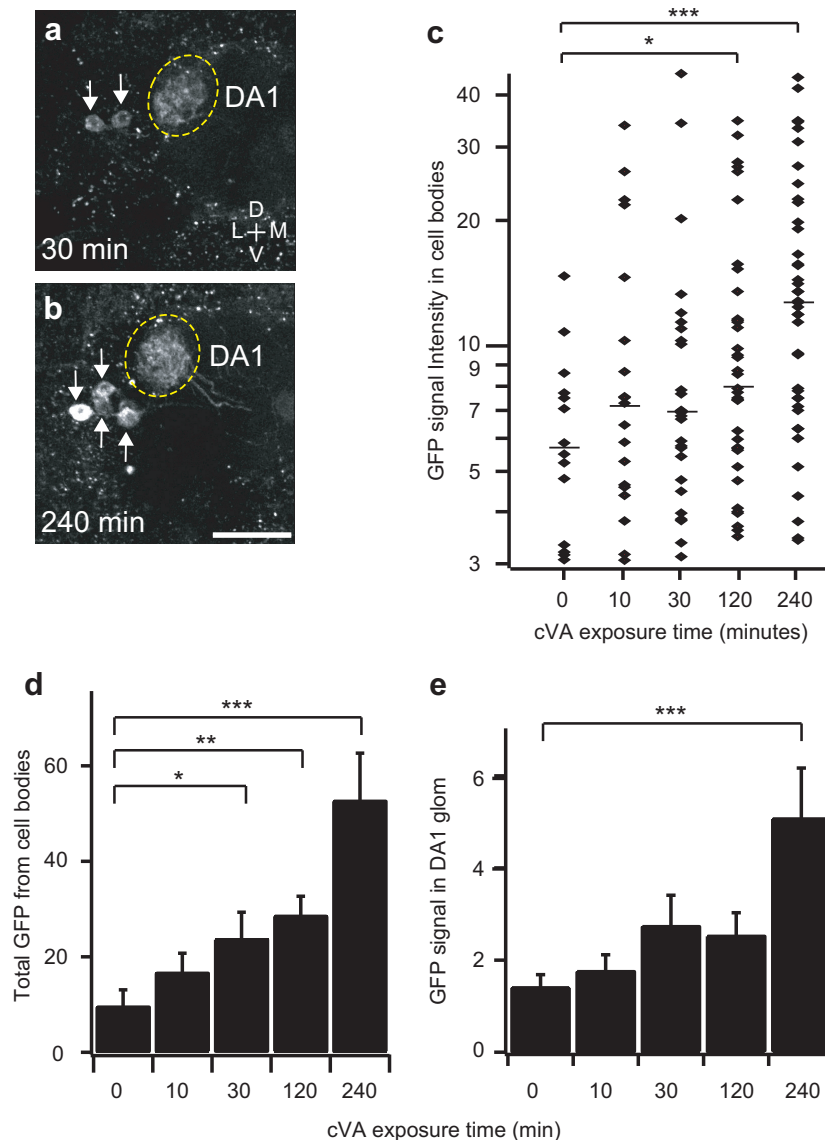 a
DA1
D
L M
V
30 min
b
DA1
240 min
c
***
*
GFP signal Intensity in cell bodies
40
30
20
10
9
8
7
6
5
3
0 10 30 120 240
cVA exposure time (minutes)
d
***
**
*
Total GFP from cell bodies
60
40
20
0
0 10 30 120 240
e
***
GFP signal in DA1 glom
6
4
2
0
0 10 30 120 240
cVA exposure time (min)